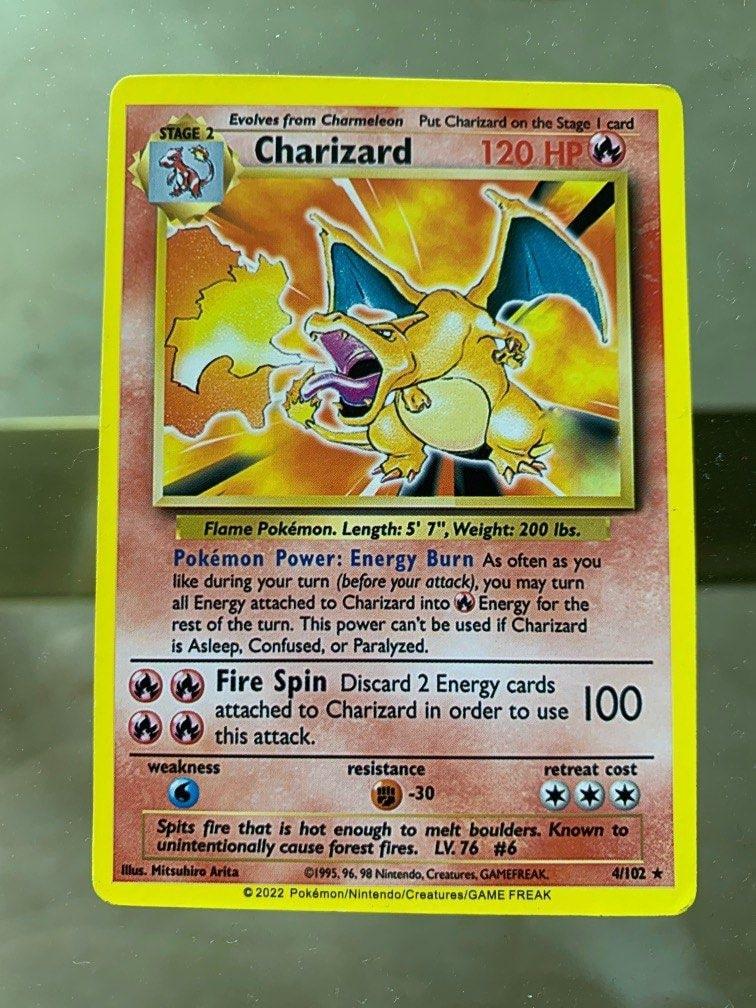 Evolves from Charmeleon Put Charizard on the Stage 1 card
STAGE 2
Charizard 120 HP
Flame Pokémon. Length: 5' 7", Weight: 200 lbs.
Pokémon Power: Energy Burn As often as you
like during your turn (before your attack), you may turn
all Energy attached to Charizard into Energy for the
rest of the turn. This power can't be used if Charizard
is Asleep, Confused, or Paralyzed.
Fire Spin Discard 2 Energy cards
attached to Charizard in order to use 100
this attack.
weakness resistance retreat cost
-30
Spits fire that is hot enough to melt boulders. Known to
unintentionally cause forest fires. LV. 76 #6
Illus. Mitsuhiro Arita ©1995, 96, 98 Nintendo, Creatures, GAMEFREAK. 4/102 ★
© 2022 Pokémon/Nintendo/Creatures/GAME FREAK